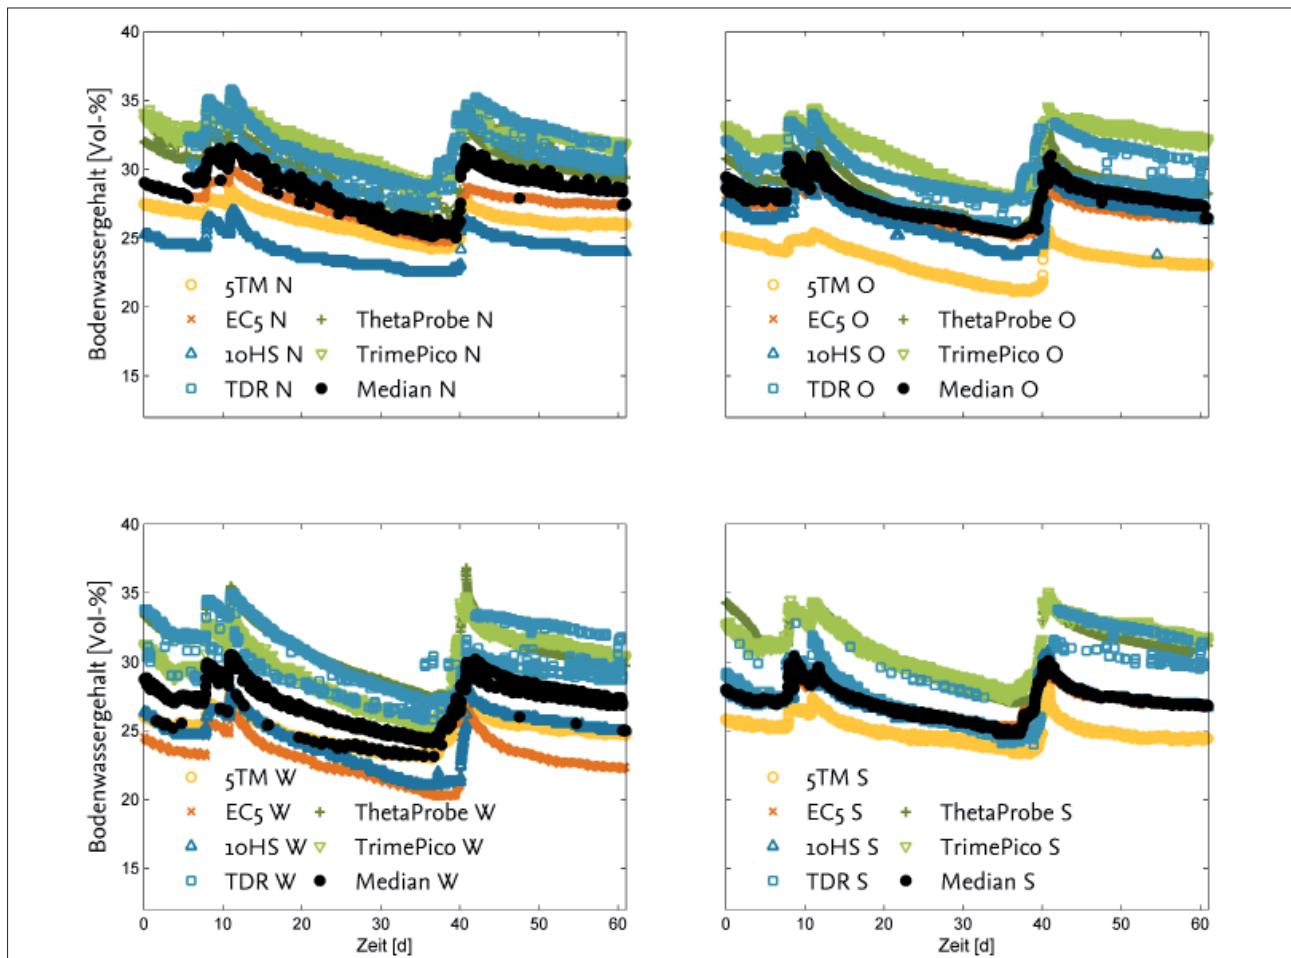 40
35
30
25
20
15
Bodenwassergehalt [Vol-%]
5TM N
EC5 N
10HS N
TDR N
ThetaProbe N
TrimePico N
Median N
5TM O
EC5 O
10HS O
TDR O
ThetaProbe O
TrimePico O
Median O
40
35
30
25
20
15
Bodenwassergehalt [Vol-%]
5TM W
EC5 W
10HS W
TDR W
ThetaProbe W
TrimePico W
Median W
0 10 20 30 40 50 60
Zeit [d]
5TM S
EC5 S
10HS S
TDR S
ThetaProbe S
TrimePico S
Median S
0 10 20 30 40 50 60
Zeit [d]